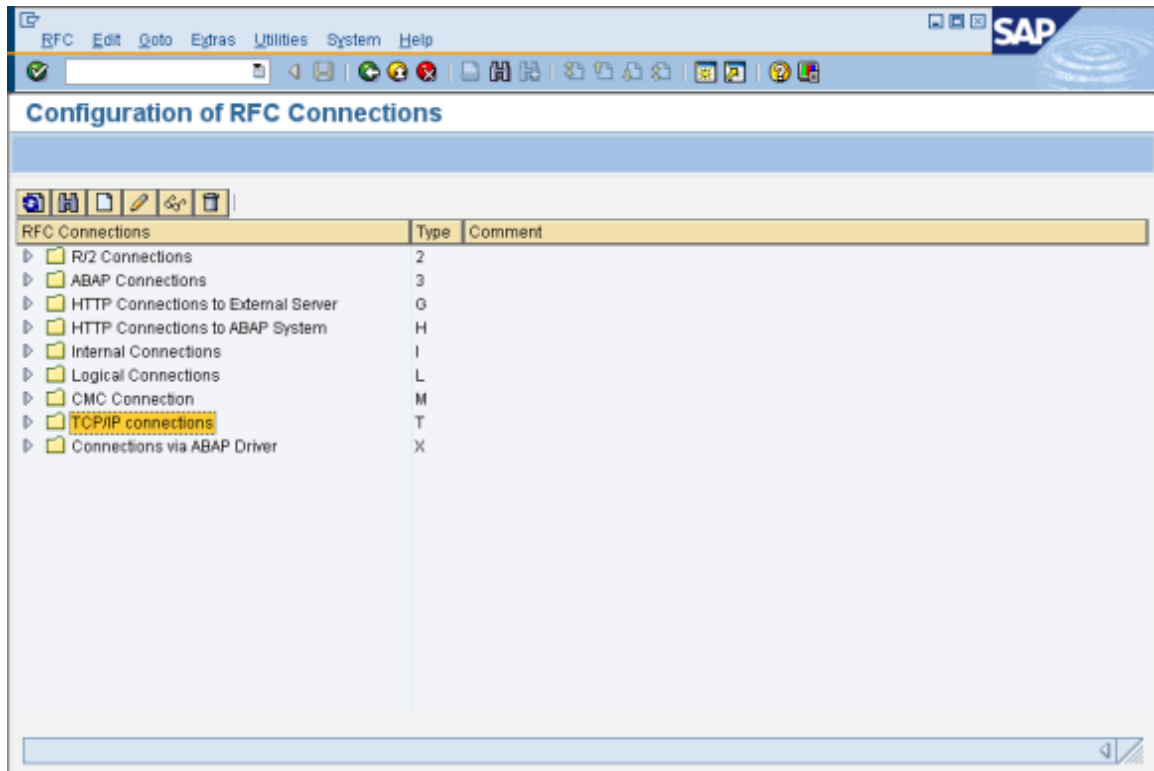 SAP
RFC Edit Goto Extras Utilities System Help
Configuration of RFC Connections
RFC Connections Type Comment
R/2 Connections 2
ABAP Connections 3
HTTP Connections to External Server G
HTTP Connections to ABAP System H
Internal Connections I
Logical Connections L
CMC Connection M
TCP/IP connections T
Connections via ABAP Driver X